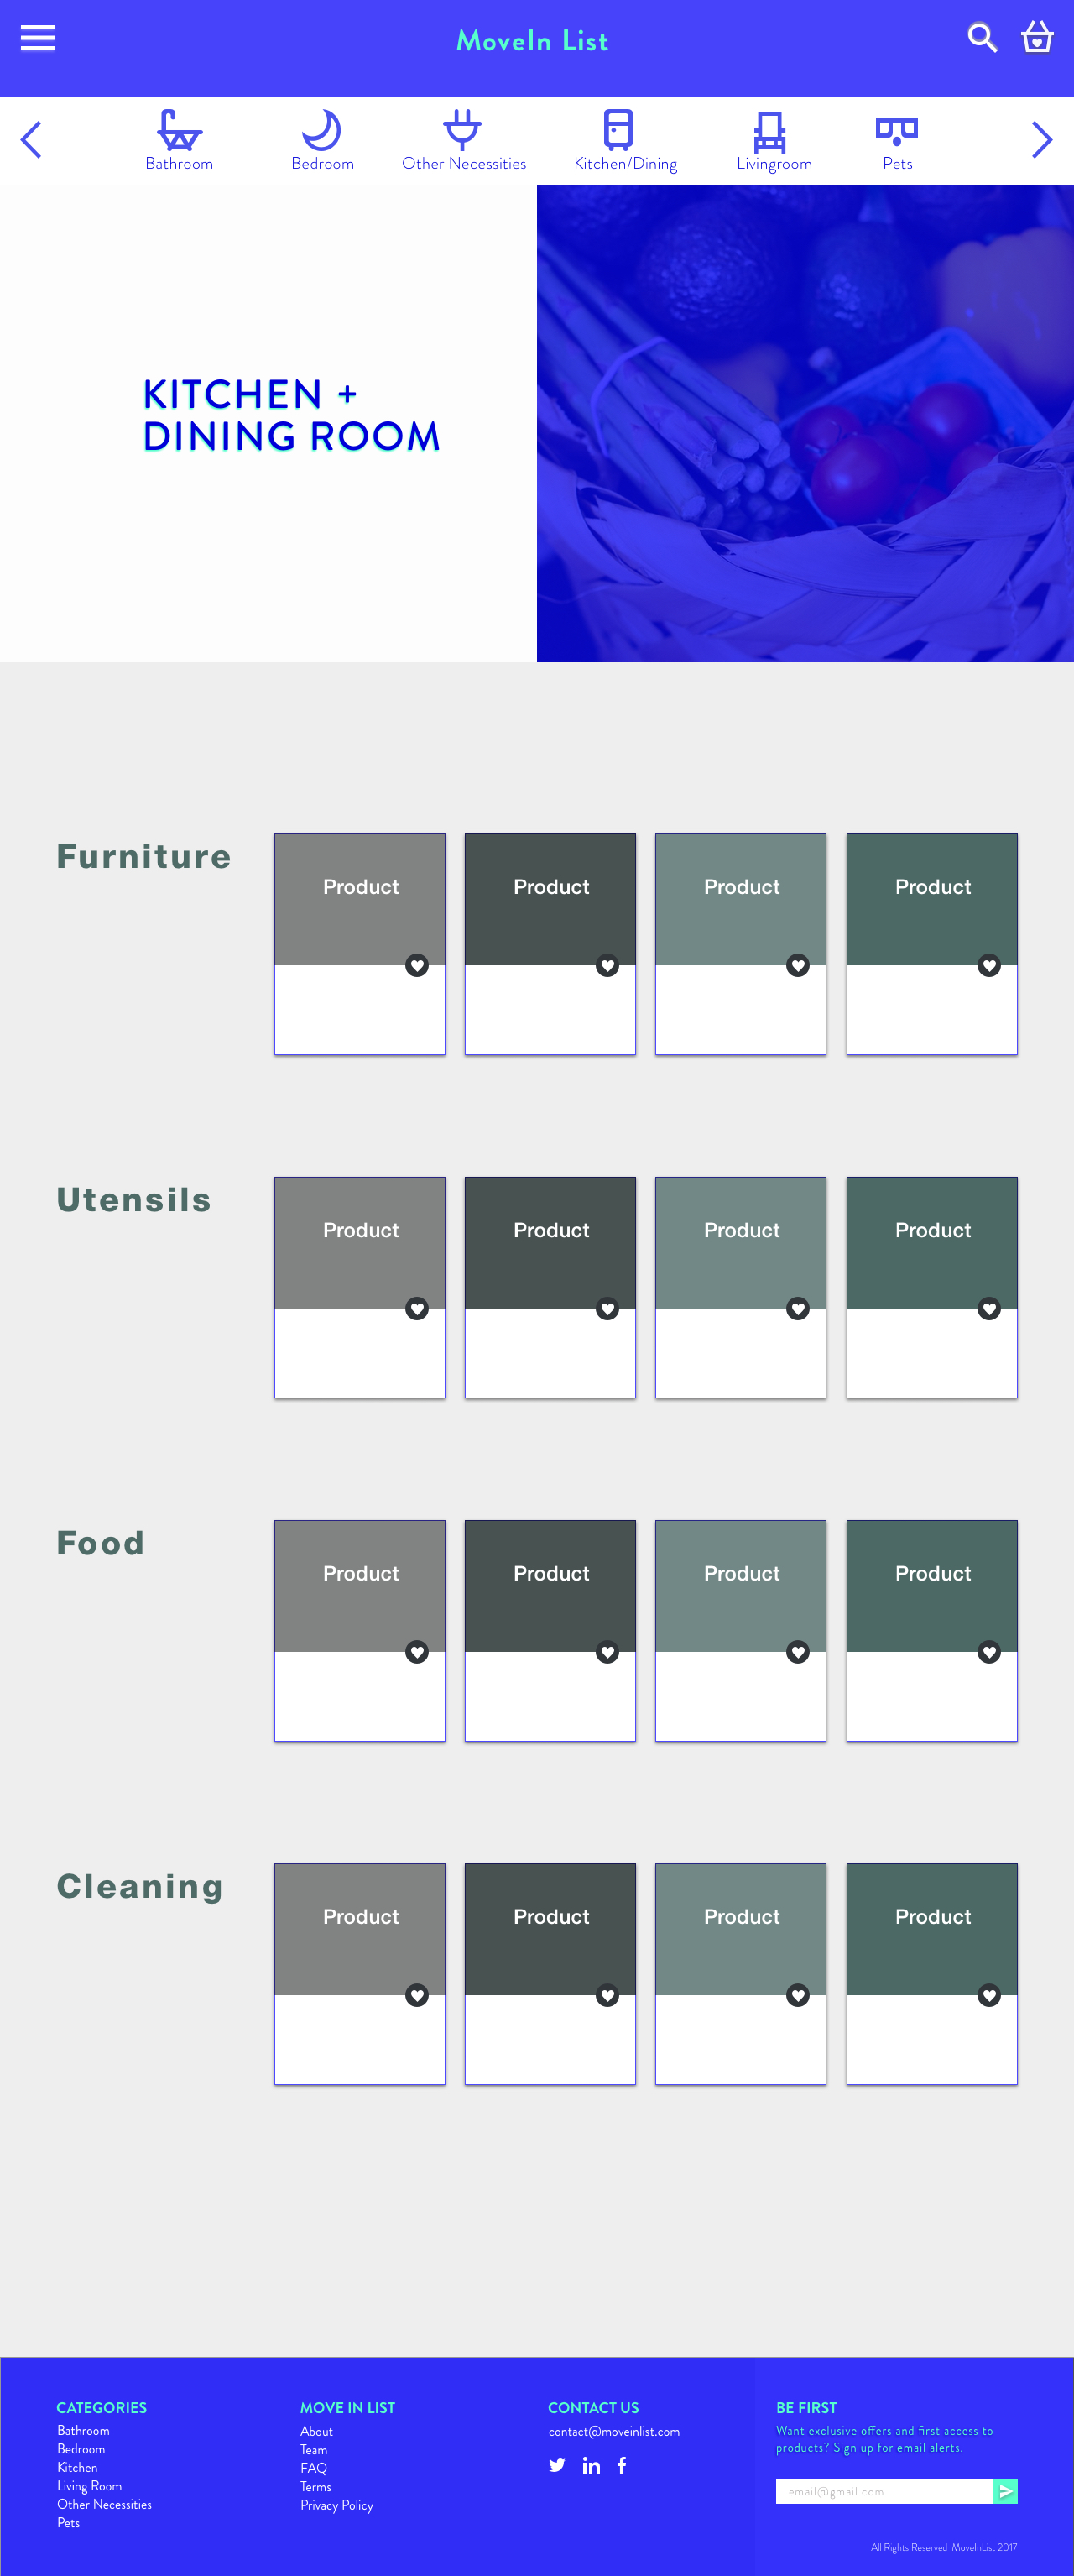 MoveIn List
Bathroom
Bedroom
Other Necessities
Kitchen/Dining
Livingroom
Pets
KITCHEN +
DINING ROOM
Furniture
Product
Product
Product
Product
Utensils
Product
Product
Product
Product
Food
Product
Product
Product
Product
Cleaning
Product
Product
Product
Product
CATEGORIES
Bathroom
Bedroom
Kitchen
Living Room
Other Necessities
Pets
MOVE IN LIST
About
Team
FAQ
Terms
Privacy Policy
CONTACT US
contact@moveinlist.com
BE FIRST
Want exclusive offers and first access to
products? Sign up for email alerts.
email@gmail.com
All Rights Reserved MoveInList 2017